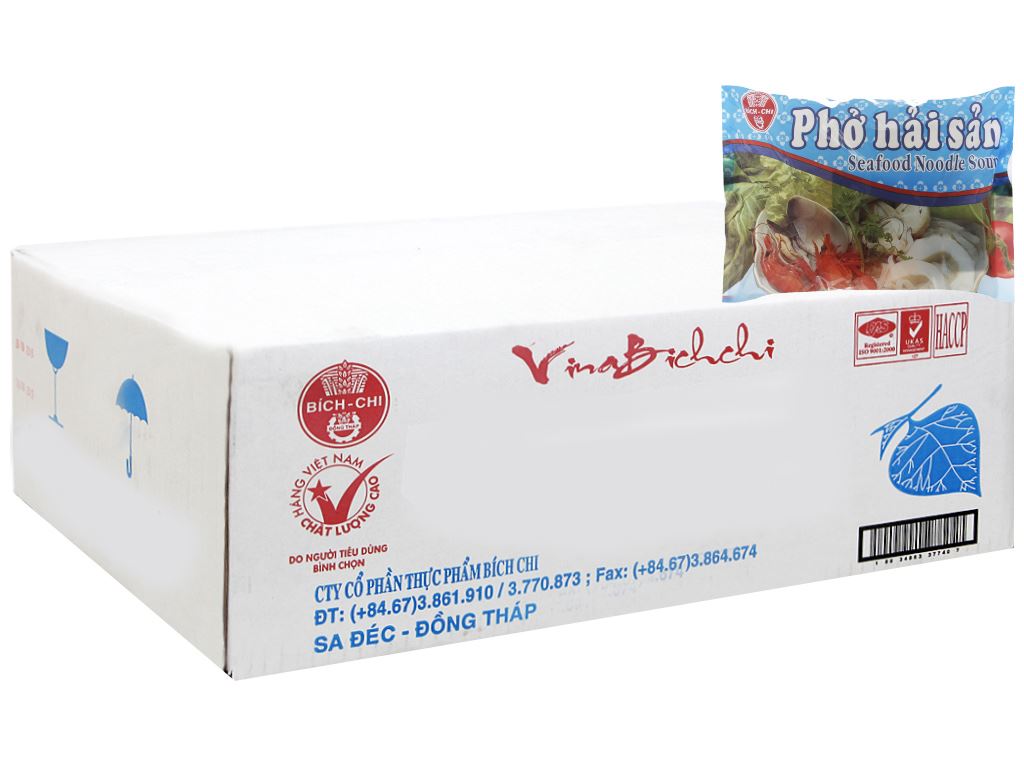 BÍCH-CHI
Phở hải sản
Seafood Noodle Soup
VinaBichchi
Registered
ISO 9001:2000
UKAS
HACCP
BÍCH-CHI
ĐỒNG THÁP
HÀNG VIỆT NAM
CHẤT LƯỢNG CAO
DO NGƯỜI TIÊU DÙNG
BÌNH CHỌN
CTY CỔ PHẦN THỰC PHẨM BÍCH CHI
ĐT: (+84.67)3.861.910 / 3.770.873 ; Fax: (+84.67)3.864.674
SA ĐÉC - ĐỒNG THÁP